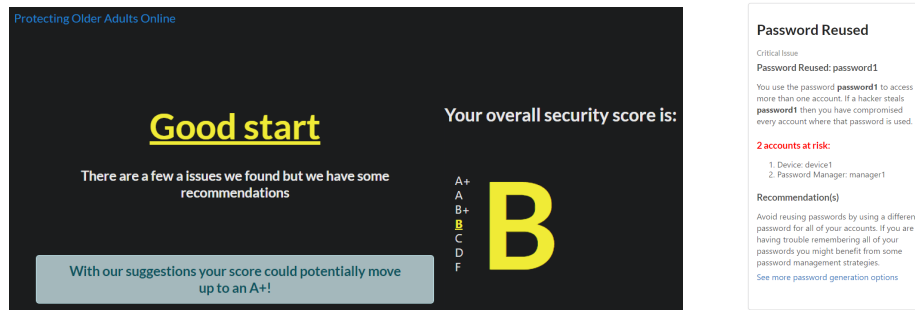 Protecting Older Adults Online
Good start
There are a few a issues we found but we have some
recommendations
With our suggestions your score could potentially move
up to an A+!
Your overall security score is:
A+
A
B+
B
C
D
F
B
Password Reused
Critical Issue
Password Reused: password1
You use the password password1 to access
more than one account. If a hacker steals
password1 then you have compromised
every account where that password is used.
2 accounts at risk:
1. Device: device1
2. Password Manager: manager1
Recommendation(s)
Avoid reusing passwords by using a differen
password for all of your accounts. If you are
having trouble remembering all of your
passwords you might benefit from some
password management strategies.
See more password generation options